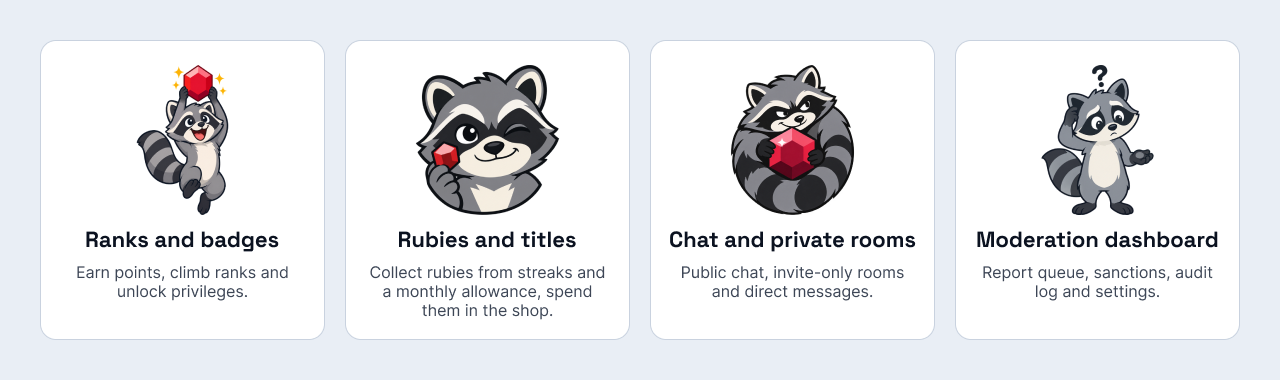 ?
Ranks and badges
Earn points, climb ranks and
unlock privileges.
Rubies and titles
Collect rubies from streaks and
a monthly allowance, spend
them in the shop.
Chat and private rooms
Public chat, invite-only rooms
and direct messages.
Moderation dashboard
Report queue, sanctions, audit
log and settings.